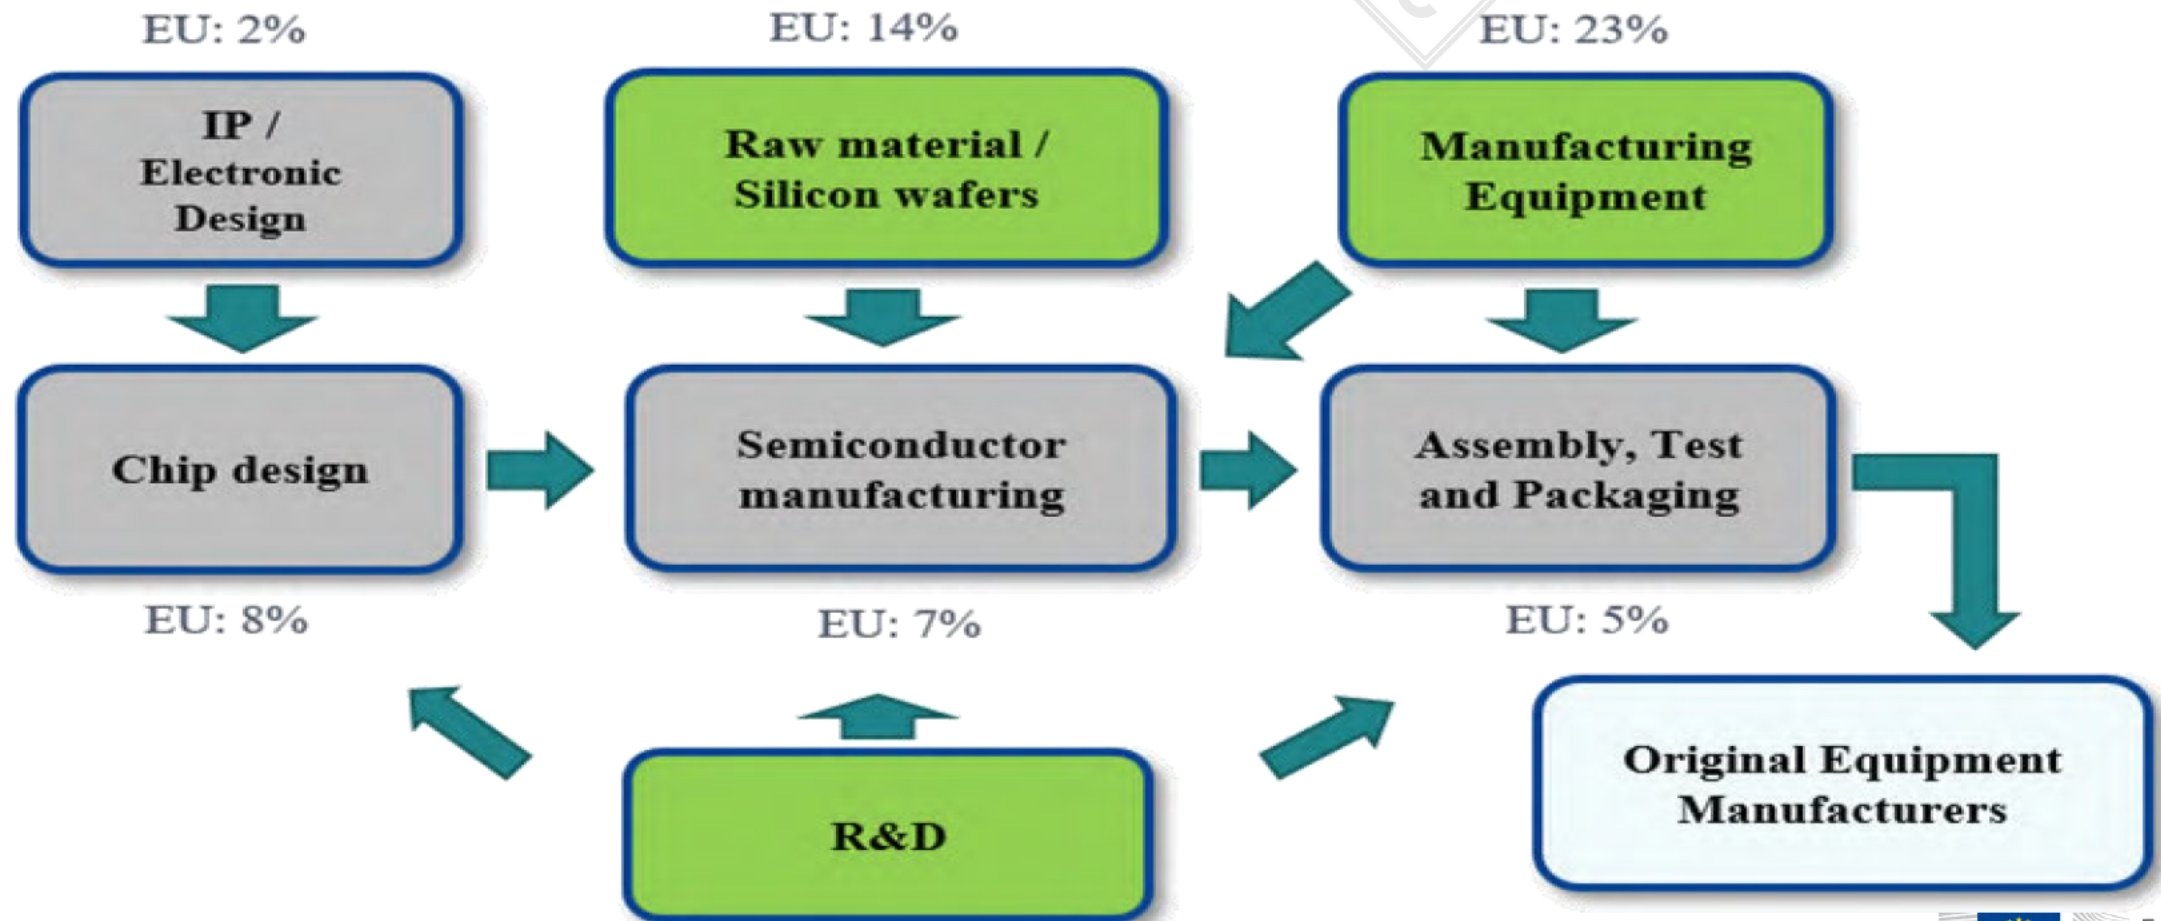 EU: 2%
EU: 14%
EU: 23%
IP /
Electronic
Design
Raw material /
Silicon wafers
Manufacturing
Equipment
Chip design
Semiconductor
manufacturing
Assembly, Test
and Packaging
EU: 8%
EU: 7%
EU: 5%
R&D
Original Equipment
Manufacturers